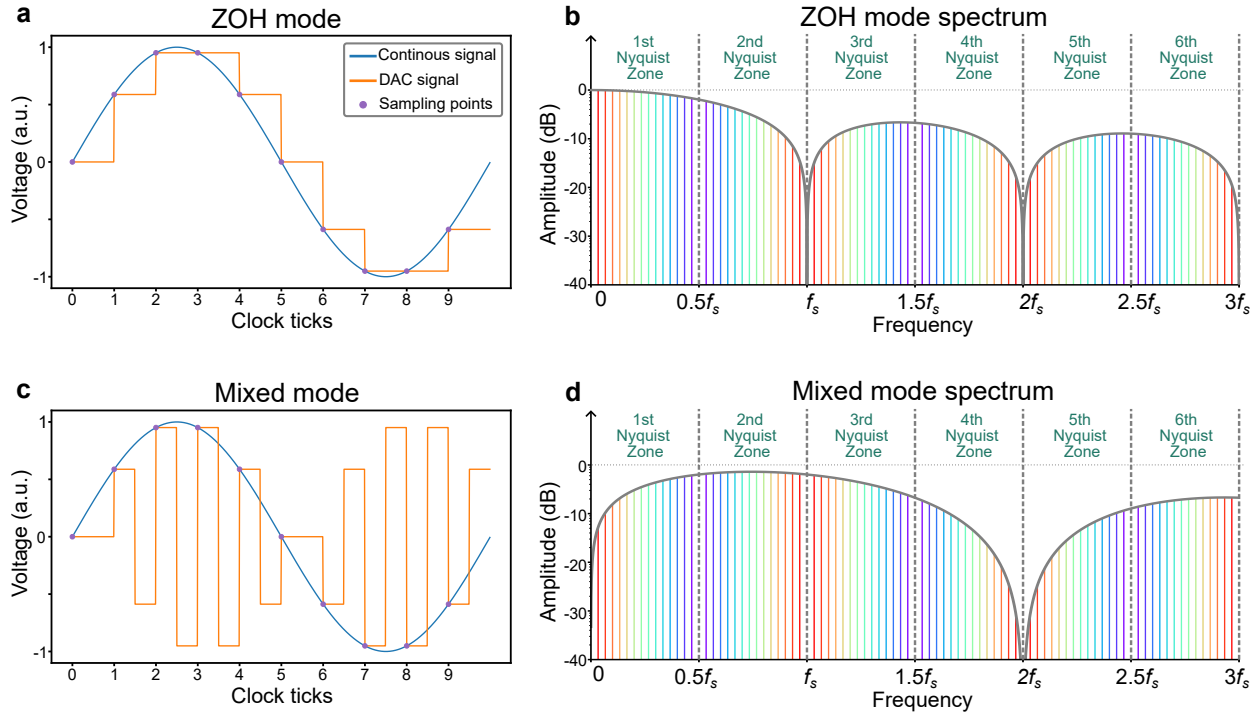 a
ZOH mode
Voltage (a.u.)
1
0
-1
Continous signal
DAC signal
Sampling points
0 1 2 3 4 5 6 7 8 9
Clock ticks
b
ZOH mode spectrum
1st Nyquist Zone
2nd Nyquist Zone
3rd Nyquist Zone
4th Nyquist Zone
5th Nyquist Zone
6th Nyquist Zone
Amplitude (dB)
0
-10
-20
-30
-40
0 0.5fs fs 1.5fs 2fs 2.5fs 3fs
Frequency
c
Mixed mode
Voltage (a.u.)
1
0
-1
0 1 2 3 4 5 6 7 8 9
Clock ticks
d
Mixed mode spectrum
1st Nyquist Zone
2nd Nyquist Zone
3rd Nyquist Zone
4th Nyquist Zone
5th Nyquist Zone
6th Nyquist Zone
Amplitude (dB)
0
-10
-20
-30
-40
0 0.5fs fs 1.5fs 2fs 2.5fs 3fs
Frequency